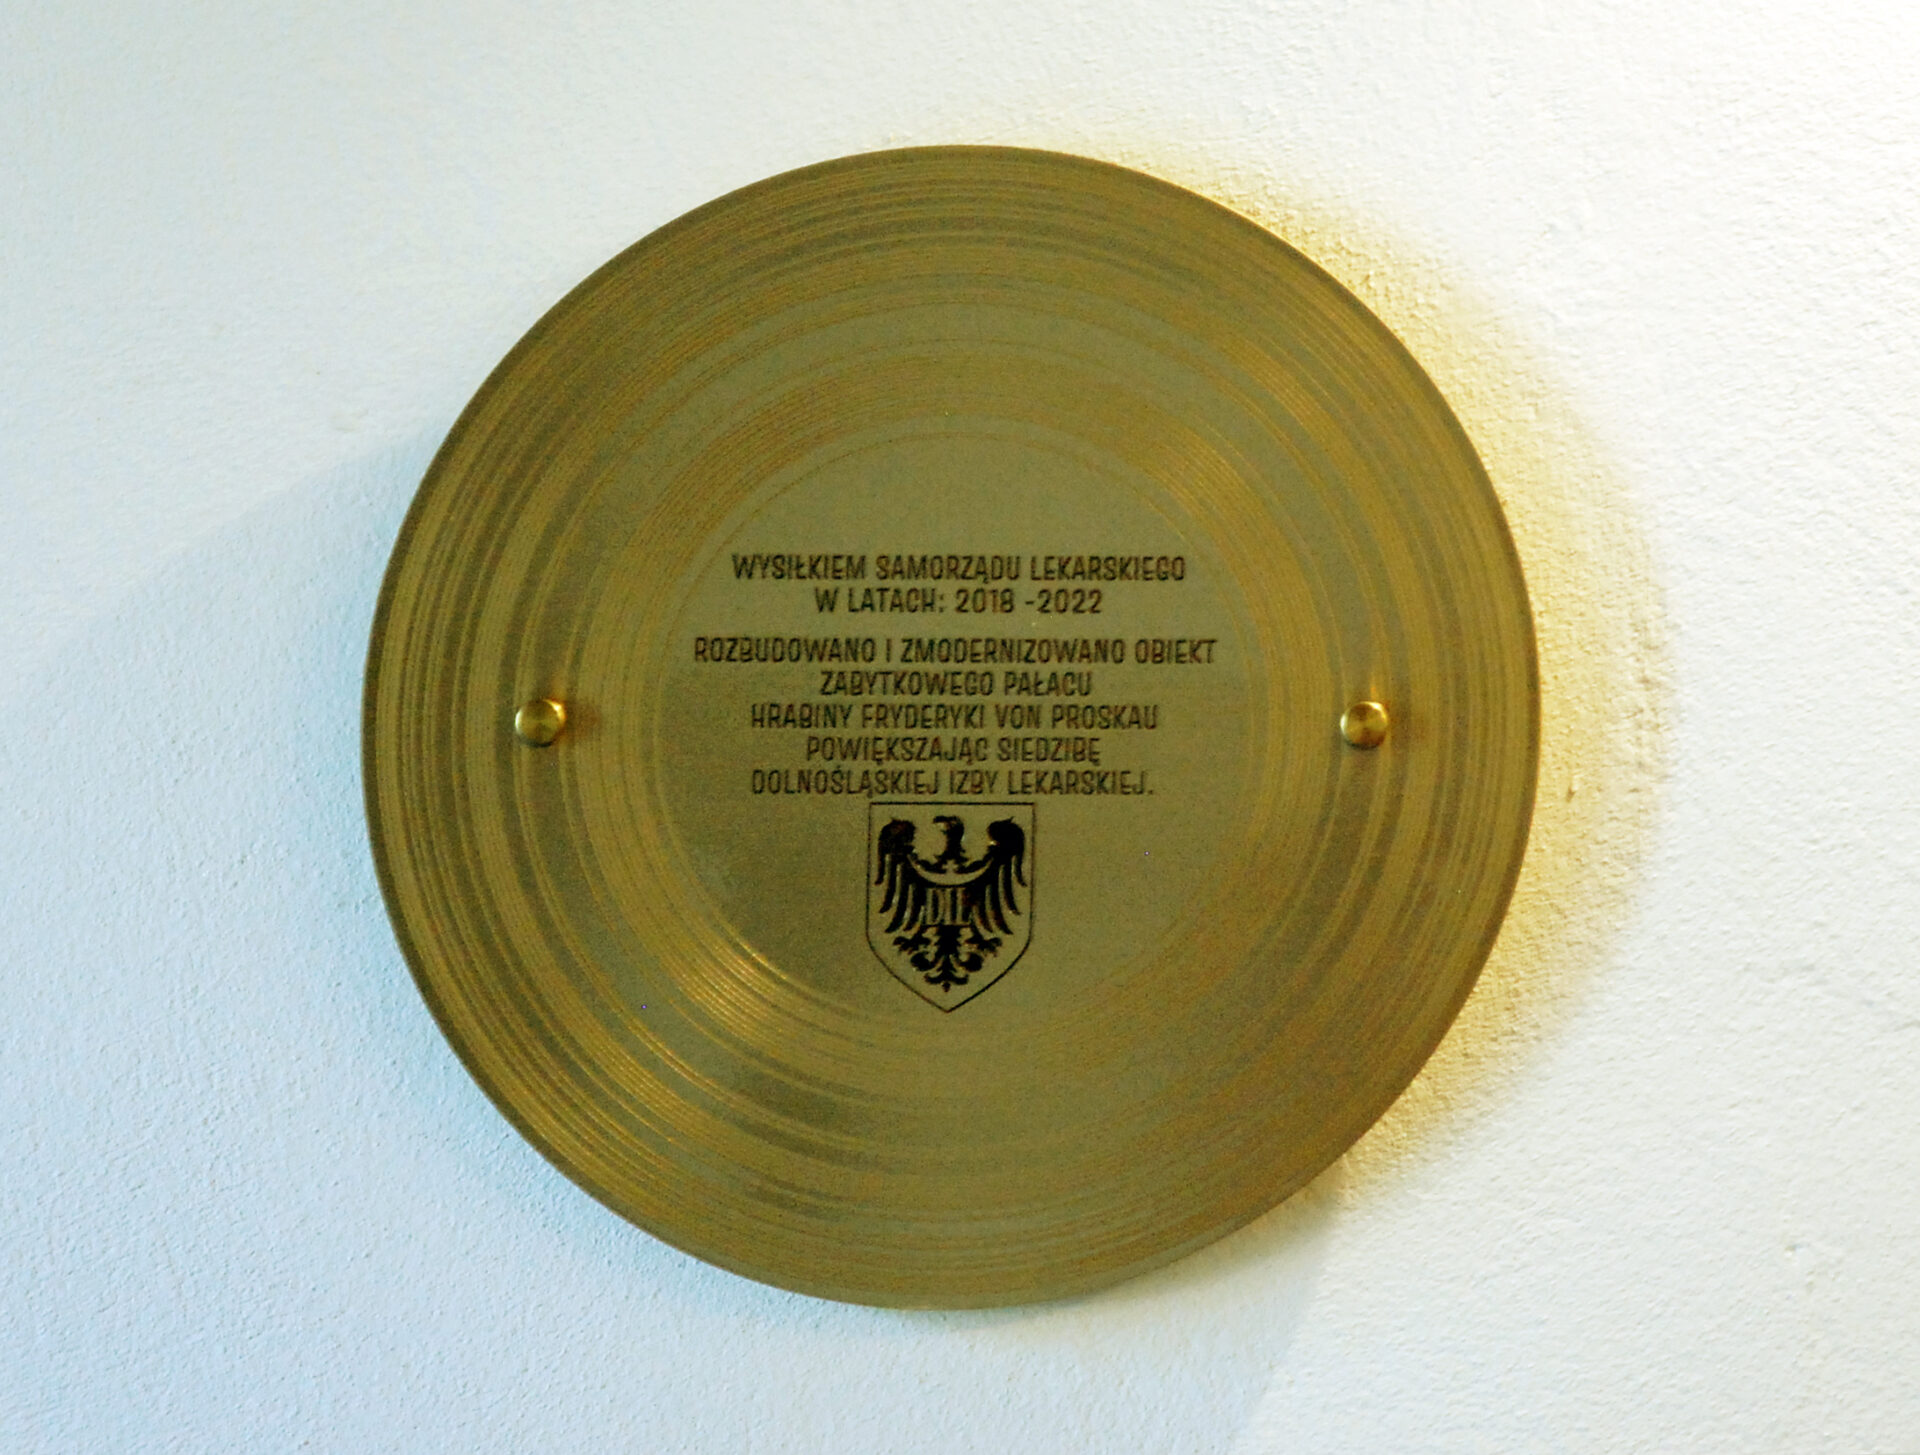 WYSIŁKIEM SAMORZĄDU LEKARSKIEGO
W LATACH: 2018 -2022
ROZBUDOWANO I ZMODERNIZOWANO OBIEKT
ZABYTKOWEGO PAŁACU
HRABINY FRYDERYKI VON PROSKAU
POWIĘKSZAJĄC SIEDZIBĘ
DOLNOŚLĄSKIEJ IZBY LEKARSKIEJ.
DIL